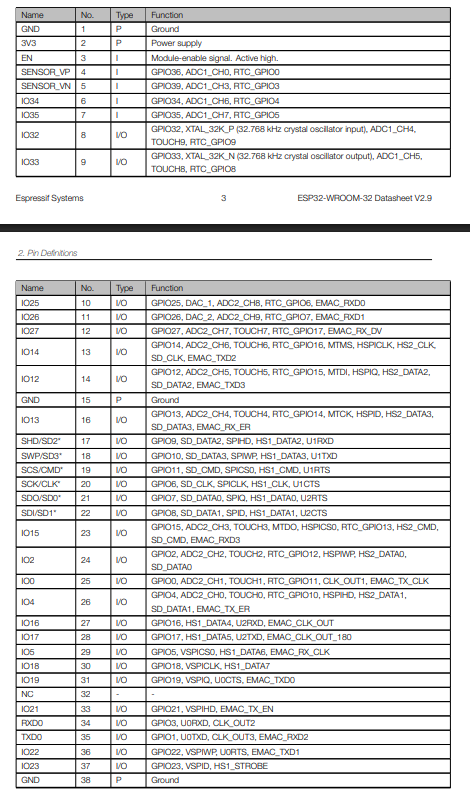 Name No. Type Function
GND 1 P Ground
3V3 2 P Power supply
EN 3 I Module-enable signal. Active high.
SENSOR_VP 4 I GPIO36, ADC1_CH0, RTC_GPIO0
SENSOR_VN 5 I GPIO39, ADC1_CH3, RTC_GPIO3
IO34 6 I GPIO34, ADC1_CH6, RTC_GPIO4
IO35 7 I GPIO35, ADC1_CH7, RTC_GPIO5
IO32 8 I/O GPIO32, XTAL_32K_P (32.768 kHz crystal oscillator input), ADC1_CH4,
TOUCH9, RTC_GPIO9
IO33 9 I/O GPIO33, XTAL_32K_N (32.768 kHz crystal oscillator output), ADC1_CH5,
TOUCH8, RTC_GPIO8
Espressif Systems 3 ESP32-WROOM-32 Datasheet V2.9
2. Pin Definitions
Name No. Type Function
IO25 10 I/O GPIO25, DAC_1, ADC2_CH8, RTC_GPIO6, EMAC_RXD0
IO26 11 I/O GPIO26, DAC_2, ADC2_CH9, RTC_GPIO7, EMAC_RXD1
IO27 12 I/O GPIO27, ADC2_CH7, TOUCH7, RTC_GPIO17, EMAC_RX_DV
IO14 13 I/O GPIO14, ADC2_CH6, TOUCH6, RTC_GPIO16, MTMS, HSPICLK, HS2_CLK,
SD_CLK, EMAC_TXD2
IO12 14 I/O GPIO12, ADC2_CH5, TOUCH5, RTC_GPIO15, MTDI, HSPIQ, HS2_DATA2,
SD_DATA2, EMAC_TXD3
GND 15 P Ground
IO13 16 I/O GPIO13, ADC2_CH4, TOUCH4, RTC_GPIO14, MTCK, HSPID, HS2_DATA3,
SD_DATA3, EMAC_RX_ER
SHD/SD2* 17 I/O GPIO9, SD_DATA2, SPIHD, HS1_DATA2, U1RXD
SWP/SD3* 18 I/O GPIO10, SD_DATA3, SPIWP, HS1_DATA3, U1TXD
SCS/CMD* 19 I/O GPIO11, SD_CMD, SPICS0, HS1_CMD, U1RTS
SCK/CLK* 20 I/O GPIO6, SD_CLK, SPICLK, HS1_CLK, U1CTS
SDO/SD0* 21 I/O GPIO7, SD_DATA0, SPIQ, HS1_DATA0, U2RTS
SDI/SD1* 22 I/O GPIO8, SD_DATA1, SPID, HS1_DATA1, U2CTS
IO15 23 I/O GPIO15, ADC2_CH3, TOUCH3, MTDO, HSPICS0, RTC_GPIO13, HS2_CMD,
SD_CMD, EMAC_RXD3
IO2 24 I/O GPIO2, ADC2_CH2, TOUCH2, RTC_GPIO12, HSPIWP, HS2_DATA0,
SD_DATA0
IO0 25 I/O GPIO0, ADC2_CH1, TOUCH1, RTC_GPIO11, CLK_OUT1, EMAC_TX_CLK
IO4 26 I/O GPIO4, ADC2_CH0, TOUCH0, RTC_GPIO10, HSPIHD, HS2_DATA1,
SD_DATA1, EMAC_TX_ER
IO16 27 I/O GPIO16, HS1_DATA4, U2RXD, EMAC_CLK_OUT
IO17 28 I/O GPIO17, HS1_DATA5, U2TXD, EMAC_CLK_OUT_180
IO5 29 I/O GPIO5, VSPICS0, HS1_DATA6, EMAC_RX_CLK
IO18 30 I/O GPIO18, VSPICLK, HS1_DATA7
IO19 31 I/O GPIO19, VSPIQ, U0CTS, EMAC_TXD0
NC 32 - -
IO21 33 I/O GPIO21, VSPIHD, EMAC_TX_EN
RXD0 34 I/O GPIO3, U0RXD, CLK_OUT2
TXD0 35 I/O GPIO1, U0TXD, CLK_OUT3, EMAC_RXD2
IO22 36 I/O GPIO22, VSPIWP, U0RTS, EMAC_TXD1
IO23 37 I/O GPIO23, VSPID, HS1_STROBE
GND 38 P Ground